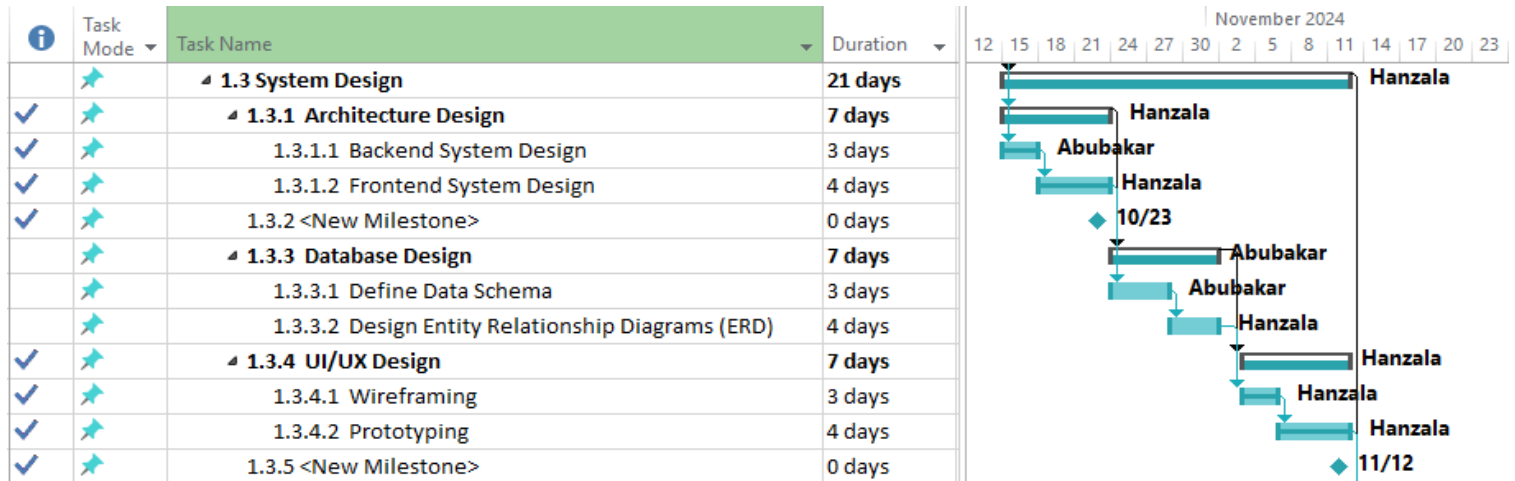 November 2024
Task Mode Task Name Duration 12 15 18 21 24 27 30 2 5 8 11 14 17 20 23
1.3 System Design 21 days Hanzala
1.3.1 Architecture Design 7 days Hanzala
1.3.1.1 Backend System Design 3 days Abubakar
1.3.1.2 Frontend System Design 4 days Hanzala
1.3.2 <New Milestone> 0 days 10/23
1.3.3 Database Design 7 days Abubakar
1.3.3.1 Define Data Schema 3 days Abubakar
1.3.3.2 Design Entity Relationship Diagrams (ERD) 4 days Hanzala
1.3.4 UI/UX Design 7 days Hanzala
1.3.4.1 Wireframing 3 days Hanzala
1.3.4.2 Prototyping 4 days Hanzala
1.3.5 <New Milestone> 0 days 11/12